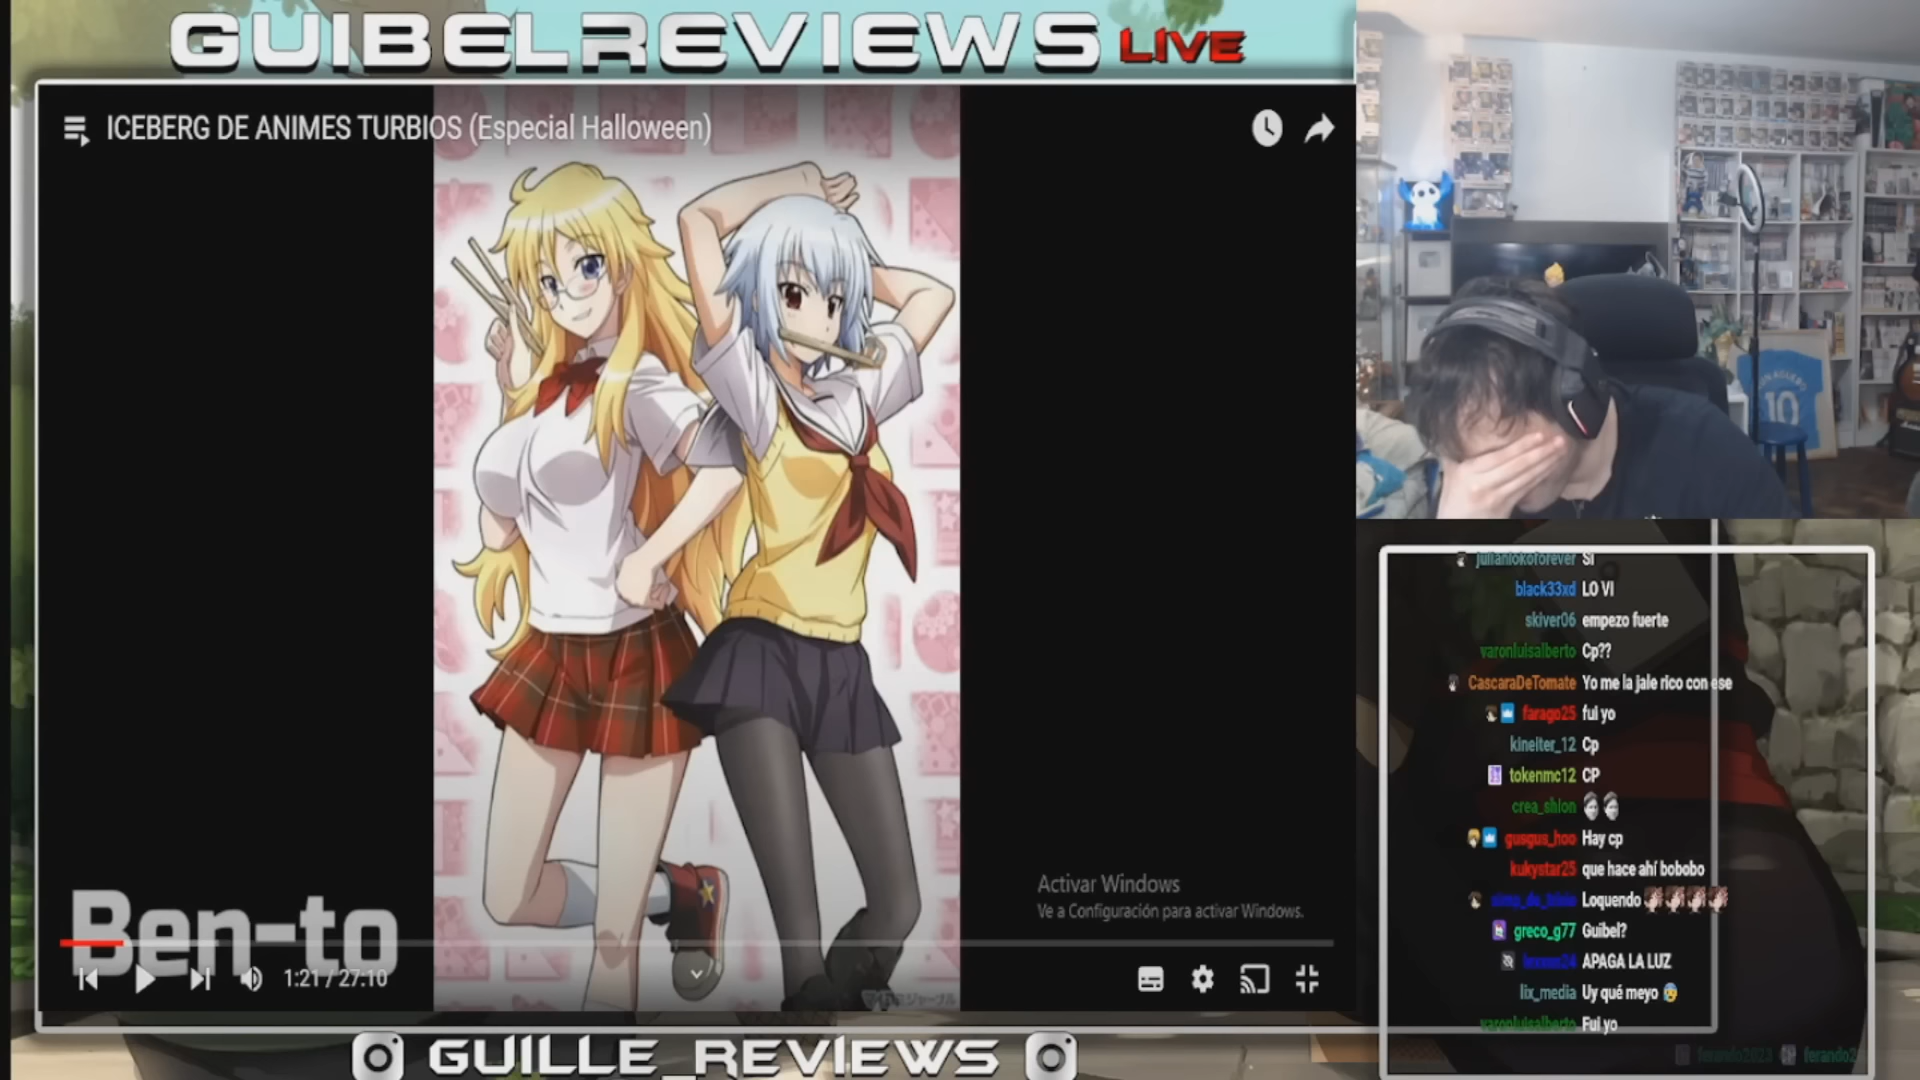 GUIBELREVIEWS LIVE
ICEBERG DE ANIMES TURBIOS (Especial Halloween)
Ben-to
1:21 / 27:10
Activar Windows
Ve a Configuración para activar Windows.
GUILLE_REVIEWS
10
julianlokoforever Si
black33xd LO VI
skiver06 empezo fuerte
varonluisalberto Cp??
CascaraDeTomate Yo me la jale rico con ese
farago25 fui yo
kineiter_12 Cp
tokenmc12 CP
crea_shion
gusgus_hoo Hay cp
kukystar25 que hace ahí bobobo
Loquendo
greco_g77 Guibel?
APAGA LA LUZ
lix_media Uy qué meyo
varonluisalberto Fui yo
ferando2023